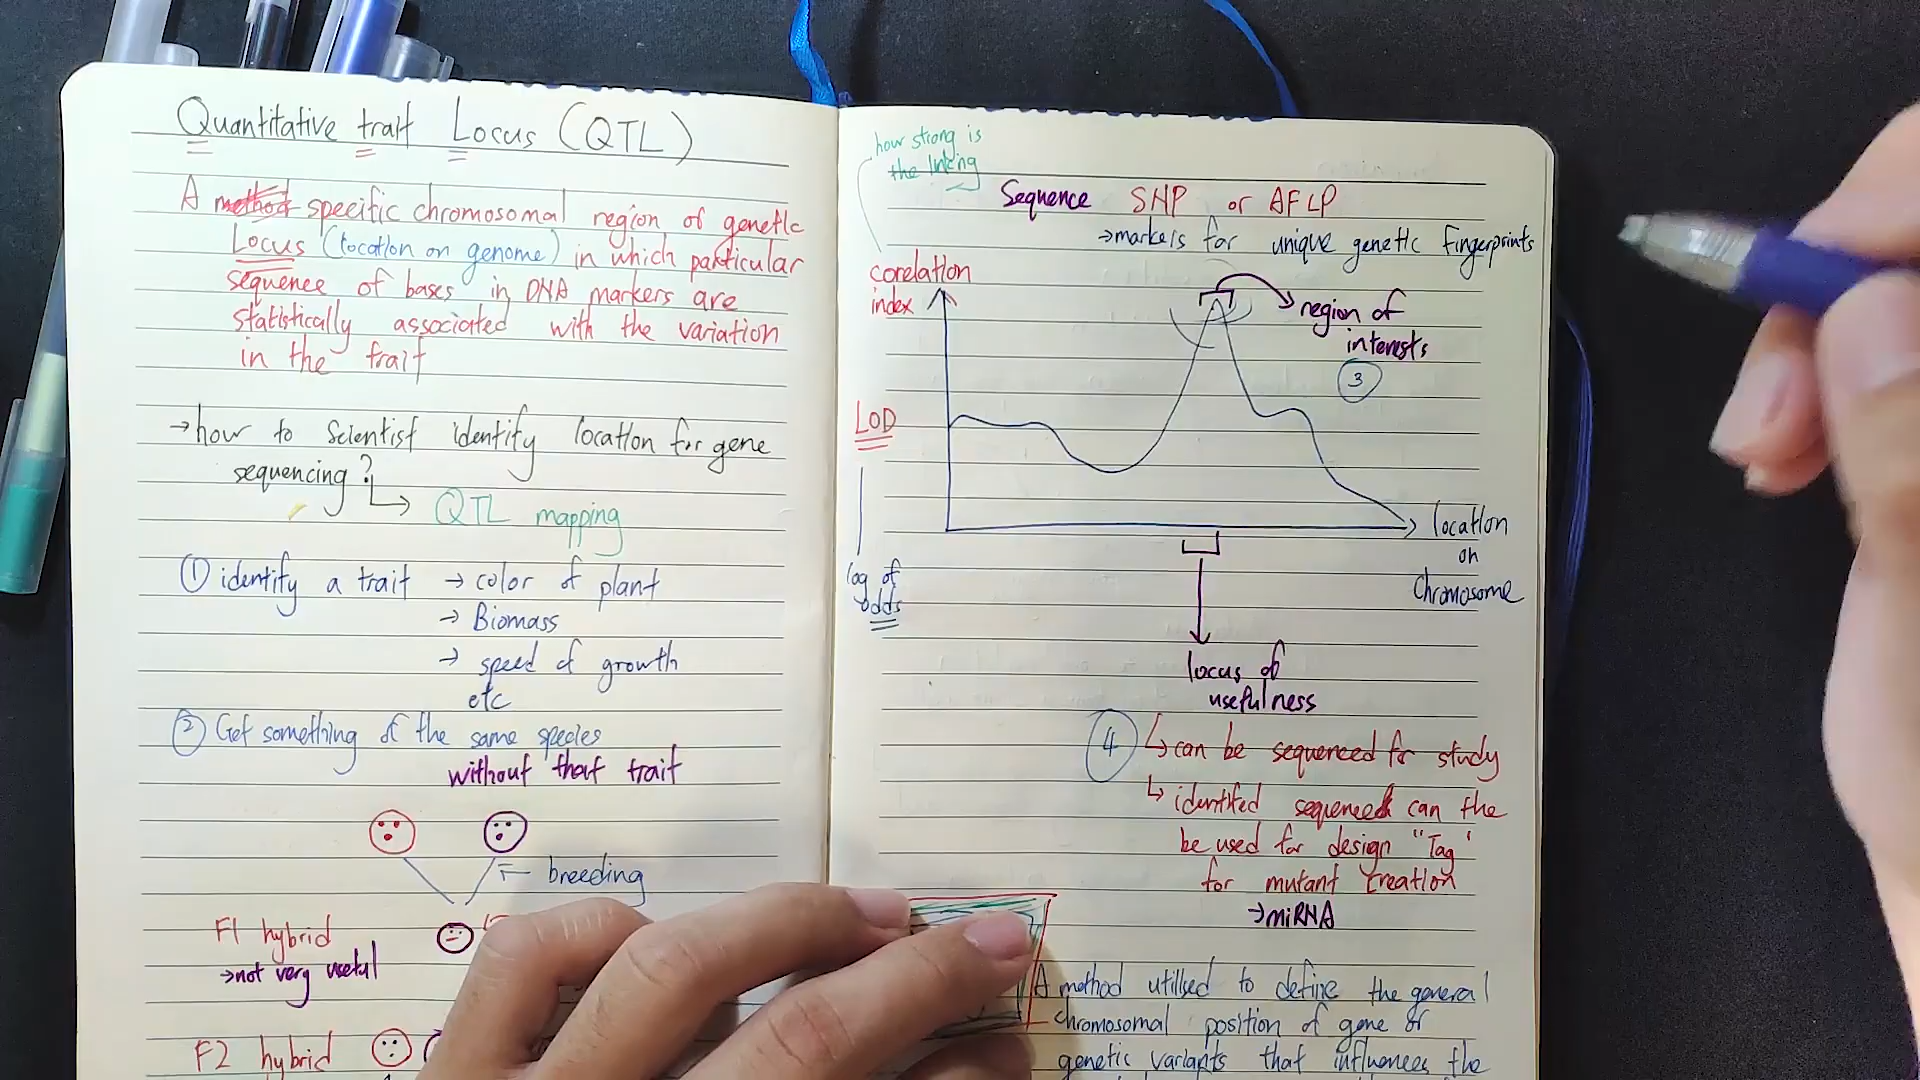 Quantitative trait Locus (QTL)
A method specific chromosomal region of genetic
Locus (location on genome) in which particular
sequence of bases in DNA markers are
statistically associated with the variation
in the trait
→how to Scientist identify location for gene
sequencing?
→ QTL mapping
① identify a trait → color of plant
→ Biomass
→ speed of growth
etc
② Get something of the same species
without that trait
← breeding
F1 hybrid
→not very useful
F2 hybrid
how strong is
the linking
Sequence SNP or AFLP
→markers for unique genetic fingerprints
corelation
index
region of
interests
③
LOD
log of
odds
location
on
chromosome
locus of
usefulness
④ ↳ can be sequenced for study
↳ identified sequenced can the
be used for design "Tag"
for mutant creation
→miRNA
A method utilised to define the general
chromosomal position of gene or
genetic variants that influences the